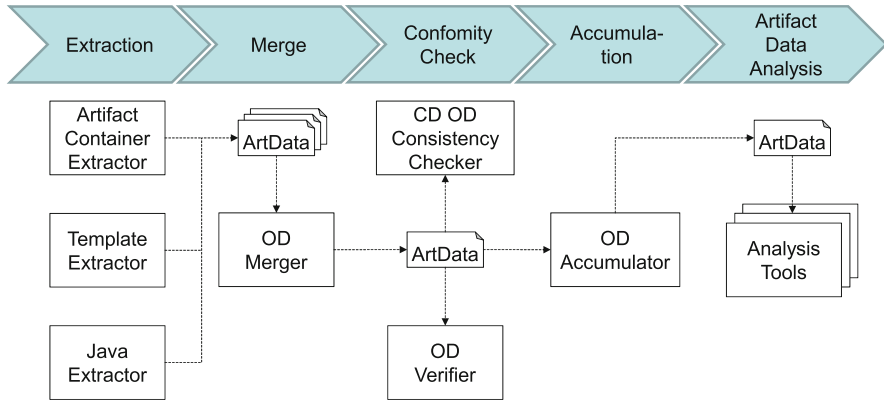 Extraction
Merge
Confomity
Check
Accumula-
tion
Artifact
Data
Analysis
Artifact
Container
Extractor
ArtData
CD OD
Consistency
Checker
ArtData
Template
Extractor
OD
Merger
ArtData
OD
Accumulator
Analysis
Tools
Java
Extractor
OD
Verifier